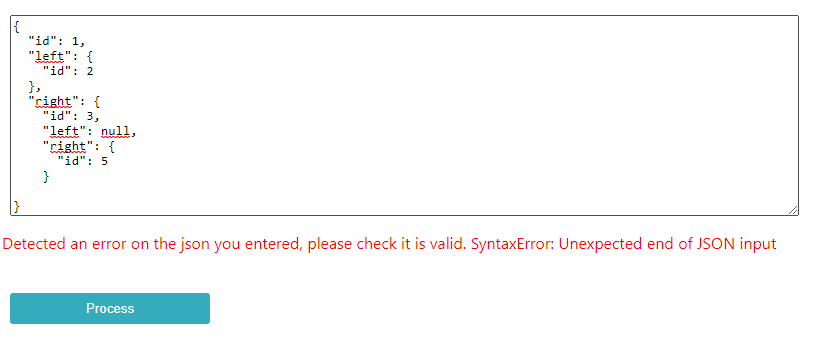 {
  "id": 1,
  "left": {
    "id": 2
  },
  "right": {
    "id": 3,
    "left": null,
    "right": {
      "id": 5
    }

}
Detected an error on the json you entered, please check it is valid. SyntaxError: Unexpected end of JSON input
Process